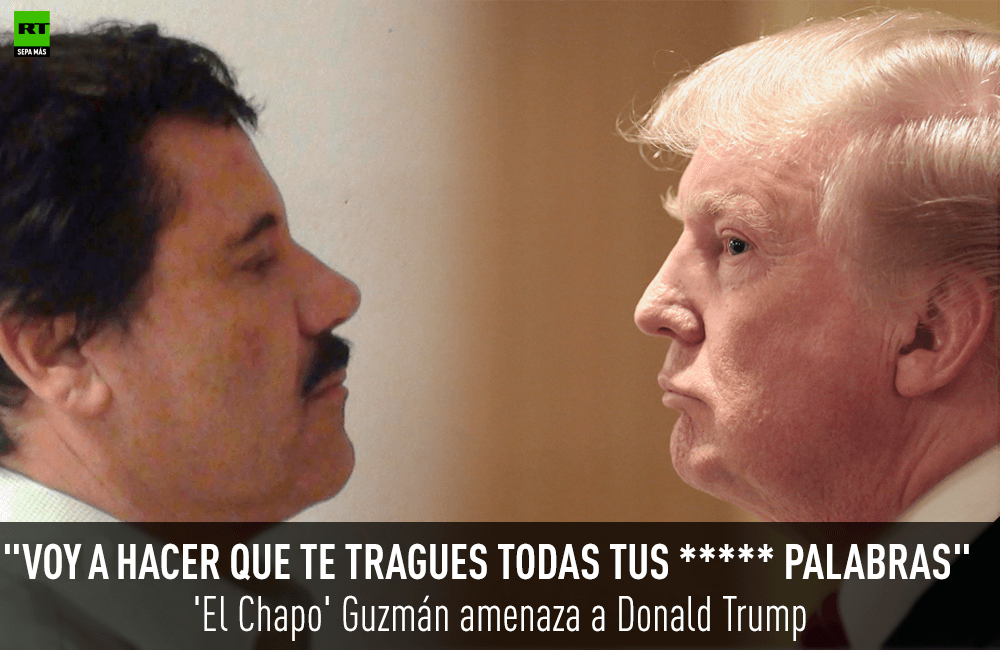 RT
SEPA MÁS
"VOY A HACER QUE TE TRAGUES TODAS TUS ***** PALABRAS"
'El Chapo' Guzmán amenaza a Donald Trump